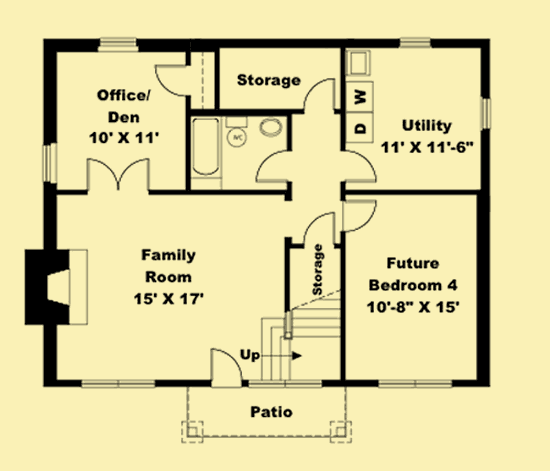 Office/
Den
10' X 11'
Storage
W
D
Utility
11' X 11'-6"
W/C
Family
Room
15' X 17'
Storage
Future
Bedroom 4
10'-8" X 15'
Up
Patio